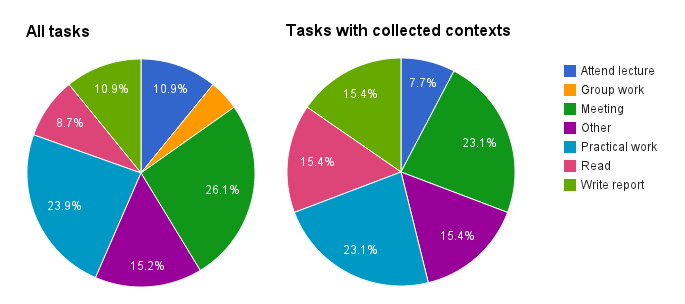 All tasks
Tasks with collected contexts
10.9%
10.9%
8.7%
23.9%
26.1%
15.2%
7.7%
15.4%
23.1%
15.4%
15.4%
23.1%
Attend lecture
Group work
Meeting
Other
Practical work
Read
Write report